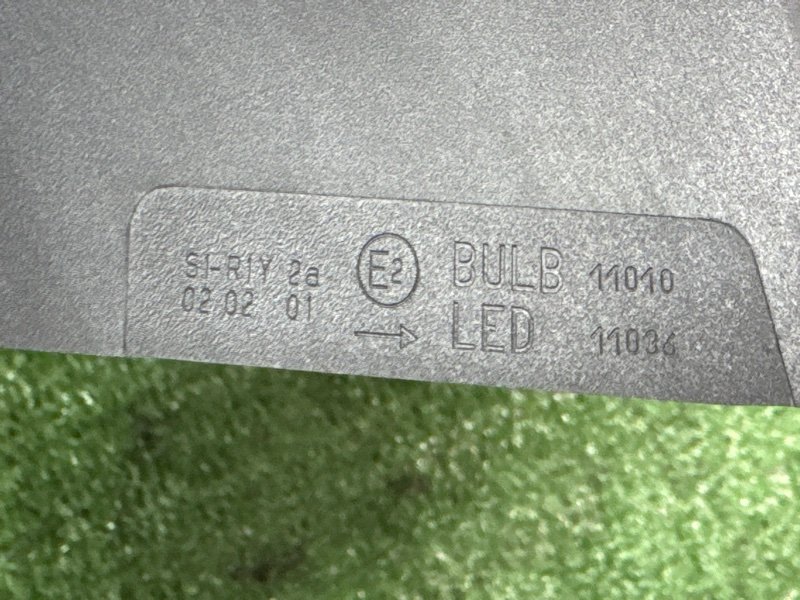 S1-R1Y 2a E2 BULB 11010
02 02 01 → LED 11036